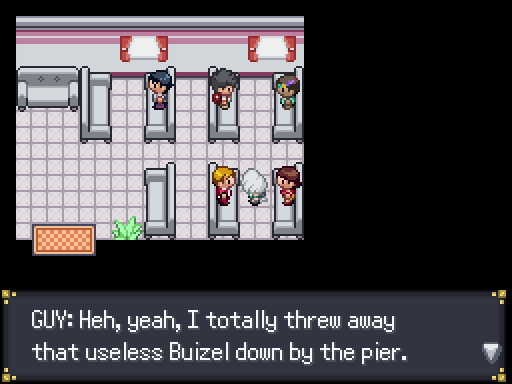 GUY: Heh, yeah, I totally threw away
that useless Buizel down by the pier.